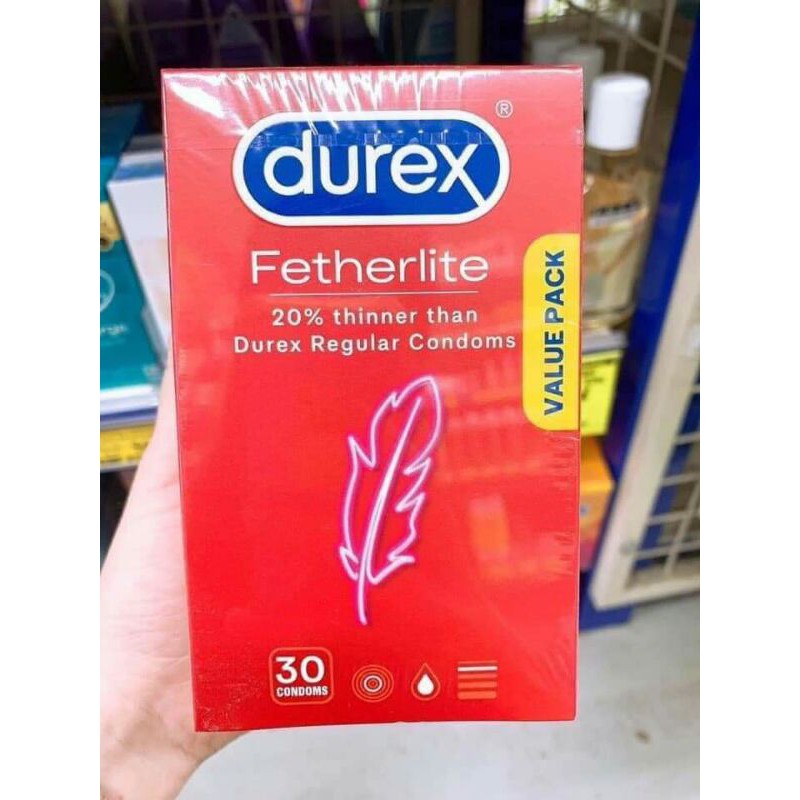 durex®
Fetherlite
20% thinner than
Durex Regular Condoms
VALUE PACK
30
CONDOMS